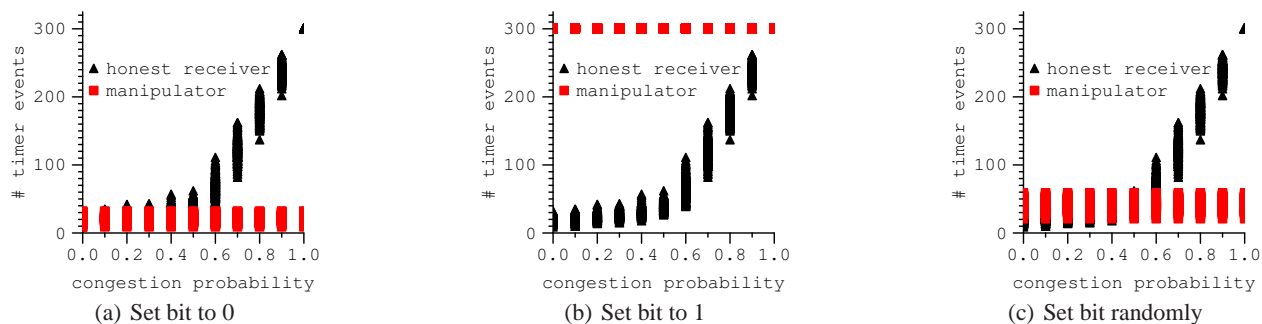 300
200
100
0
# timer events
honest receiver
manipulator
0.0 0.2 0.4 0.6 0.8 1.0
congestion probability
(a) Set bit to 0
300
200
100
0
# timer events
honest receiver
manipulator
0.0 0.2 0.4 0.6 0.8 1.0
congestion probability
(b) Set bit to 1
300
200
100
0
# timer events
honest receiver
manipulator
0.0 0.2 0.4 0.6 0.8 1.0
congestion probability
(c) Set bit randomly